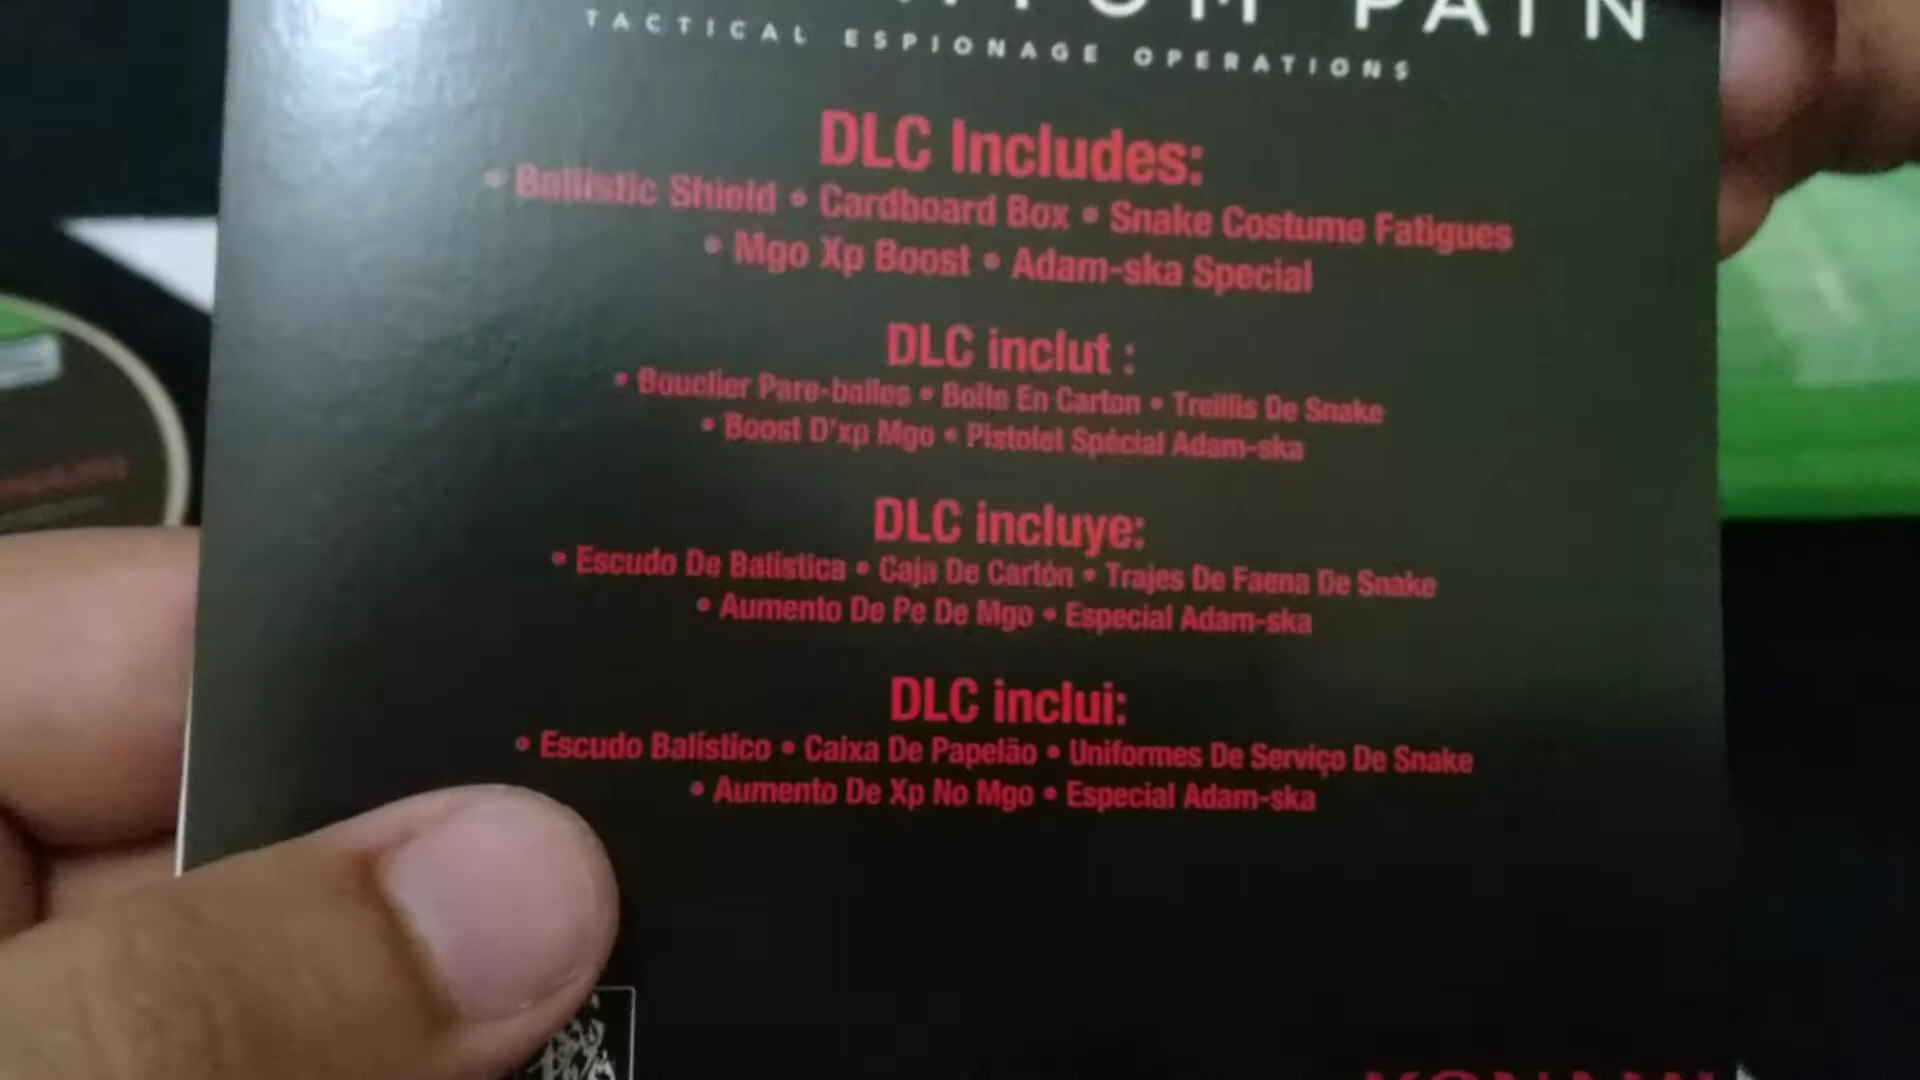 PAIN
TACTICAL ESPIONAGE OPERATIONS
DLC Includes:
• Ballistic Shield • Cardboard Box • Snake Costume Fatigues
• Mgo Xp Boost • Adam-ska Special
DLC inclut :
• Bouclier Pare-balles • Boîte En Carton • Treillis De Snake
• Boost D'xp Mgo • Pistolet Spécial Adam-ska
DLC incluye:
• Escudo De Balistica • Caja De Cartón • Trajes De Faena De Snake
• Aumento De Pe De Mgo • Especial Adam-ska
DLC inclui:
• Escudo Balístico • Caixa De Papelão • Uniformes De Serviço De Snake
• Aumento De Xp No Mgo • Especial Adam-ska